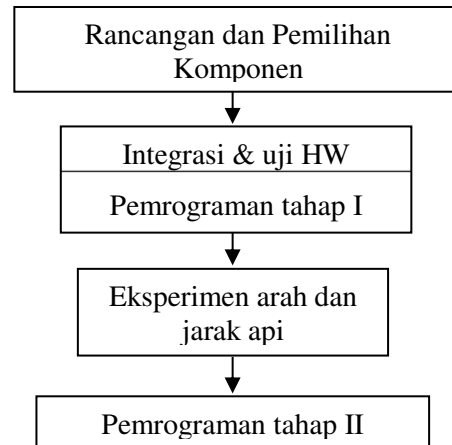 Rancangan dan Pemilihan
Komponen
Integrasi & uji HW
Pemrograman tahap I
Eksperimen arah dan
jarak api
Pemrograman tahap II